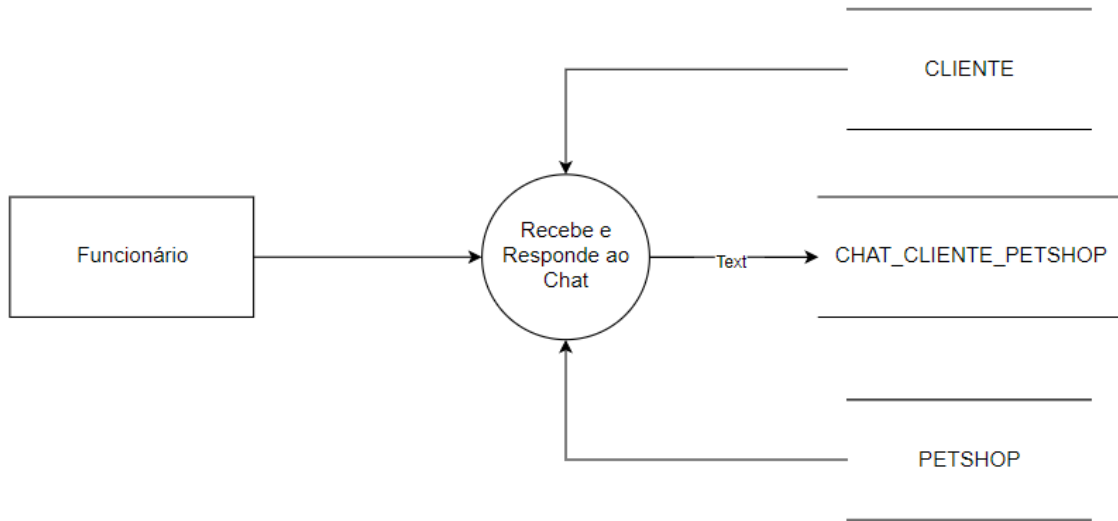 CLIENTE
Funcionário
Recebe e
Responde ao
Chat
Text
CHAT_CLIENTE_PETSHOP
PETSHOP